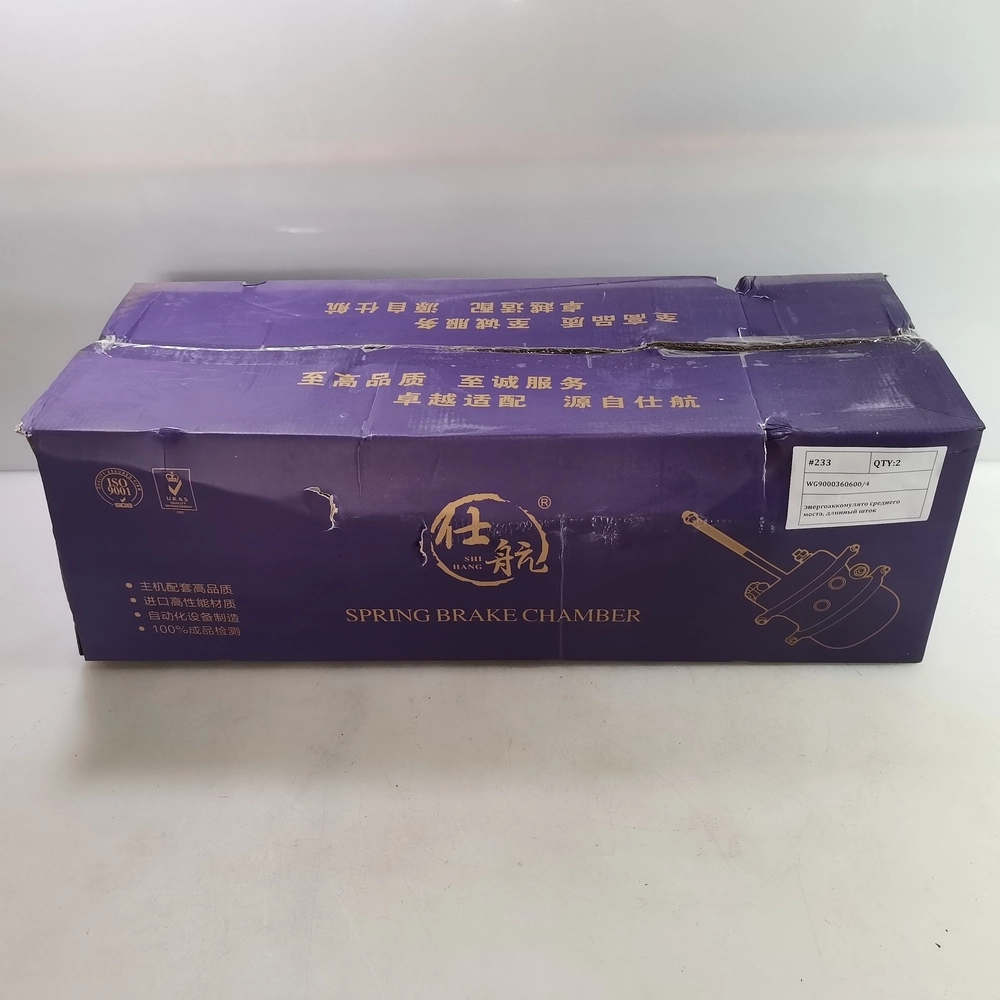 卓越适配 源自仕航
至高品质 至诚服务
至高品质 至诚服务
卓越适配 源自仕航
ISO
9001
UKAS
#233
QTY:2
WG9000360600/4
энергоаккомулято среднего
моста, длинный шток
仕航
®
SHI
HANG
SPRING BRAKE CHAMBER
• 主机配套高品质
• 进口高性能材质
• 自动化设备制造
• 100%成品检测